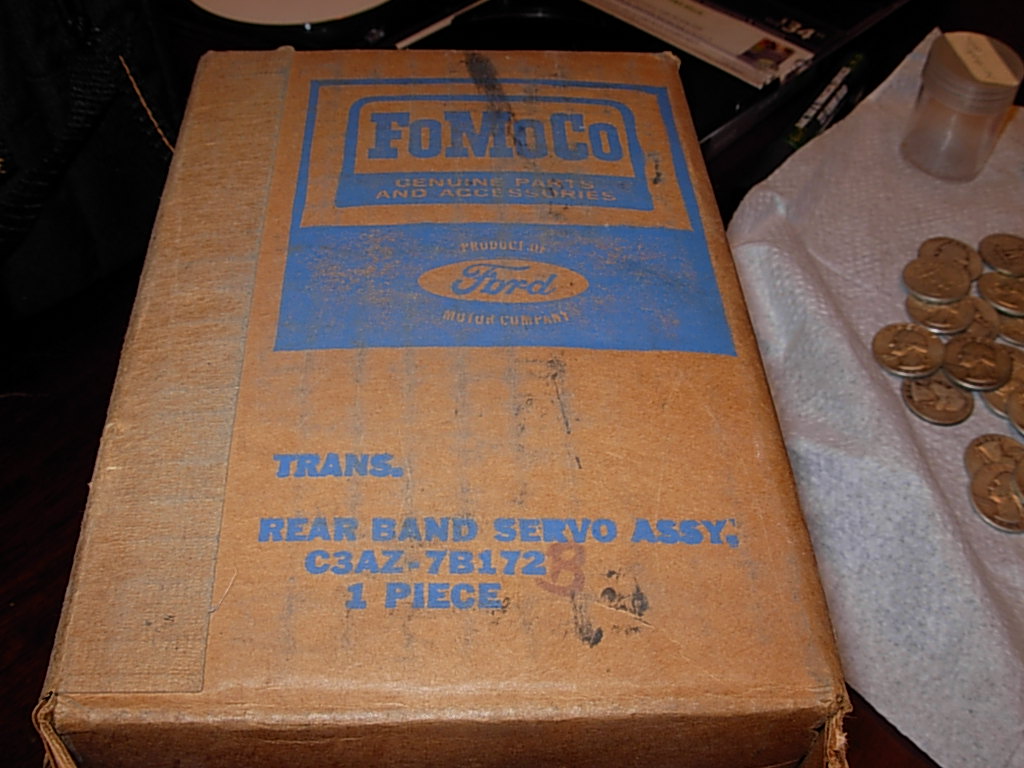 $34
FoMoCo
GENUINE PARTS
AND ACCESSORIES
PRODUCT OF
Ford
MOTOR COMPANY
TRANS.
REAR BAND SERVO ASSY.
C3AZ-7B172
8
1 PIECE